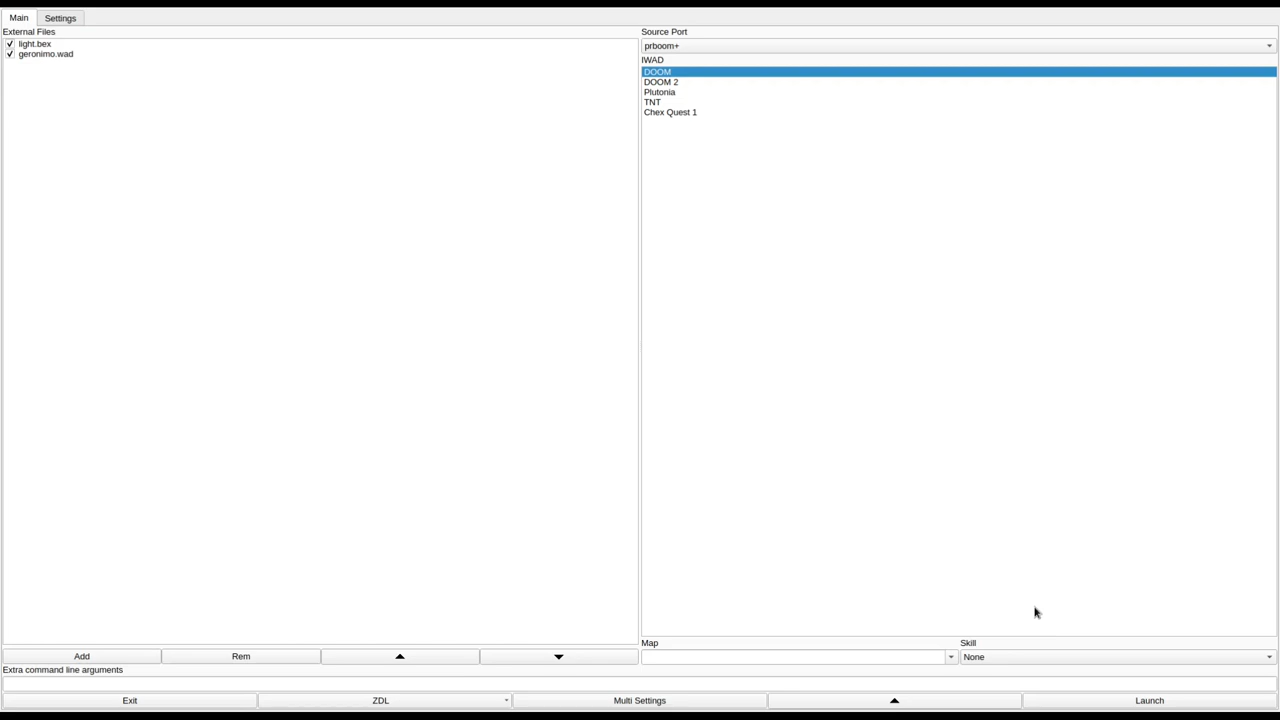 Main Settings
External Files
light.bex
geronimo.wad
Add Rem
Source Port
prboom+
IWAD
DOOM
DOOM 2
Plutonia
TNT
Chex Quest 1
Map Skill
None
Extra command line arguments
Exit ZDL Multi Settings Launch